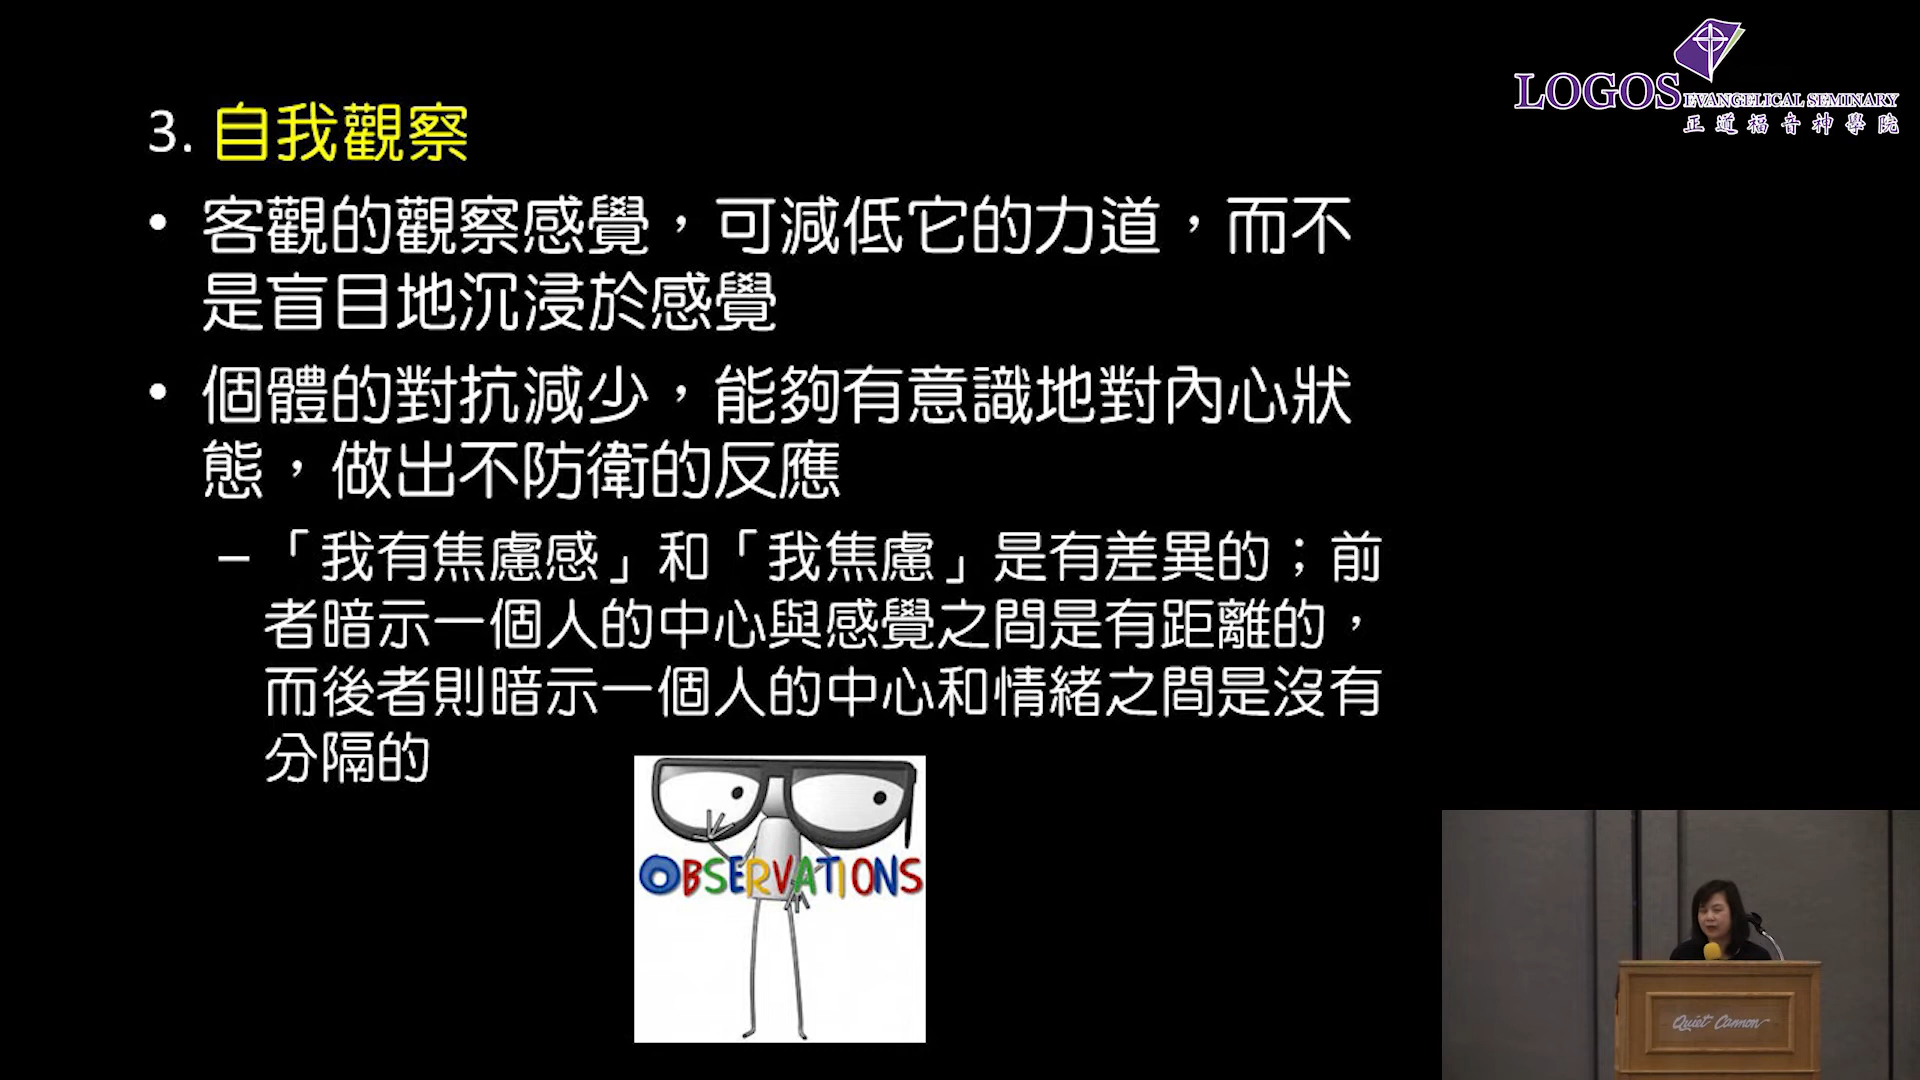 LOGOS EVANGELICAL SEMINARY
正道福音神學院
3. 自我觀察
• 客觀的觀察感覺，可減低它的力道，而不
是盲目地沉浸於感覺
• 個體的對抗減少，能夠有意識地對內心狀
態，做出不防衛的反應
– 「我有焦慮感」和「我焦慮」是有差異的；前
者暗示一個人的中心與感覺之間是有距離的，
而後者則暗示一個人的中心和情緒之間是沒有
分隔的
OBSERVATIONS
Quiet Cannon